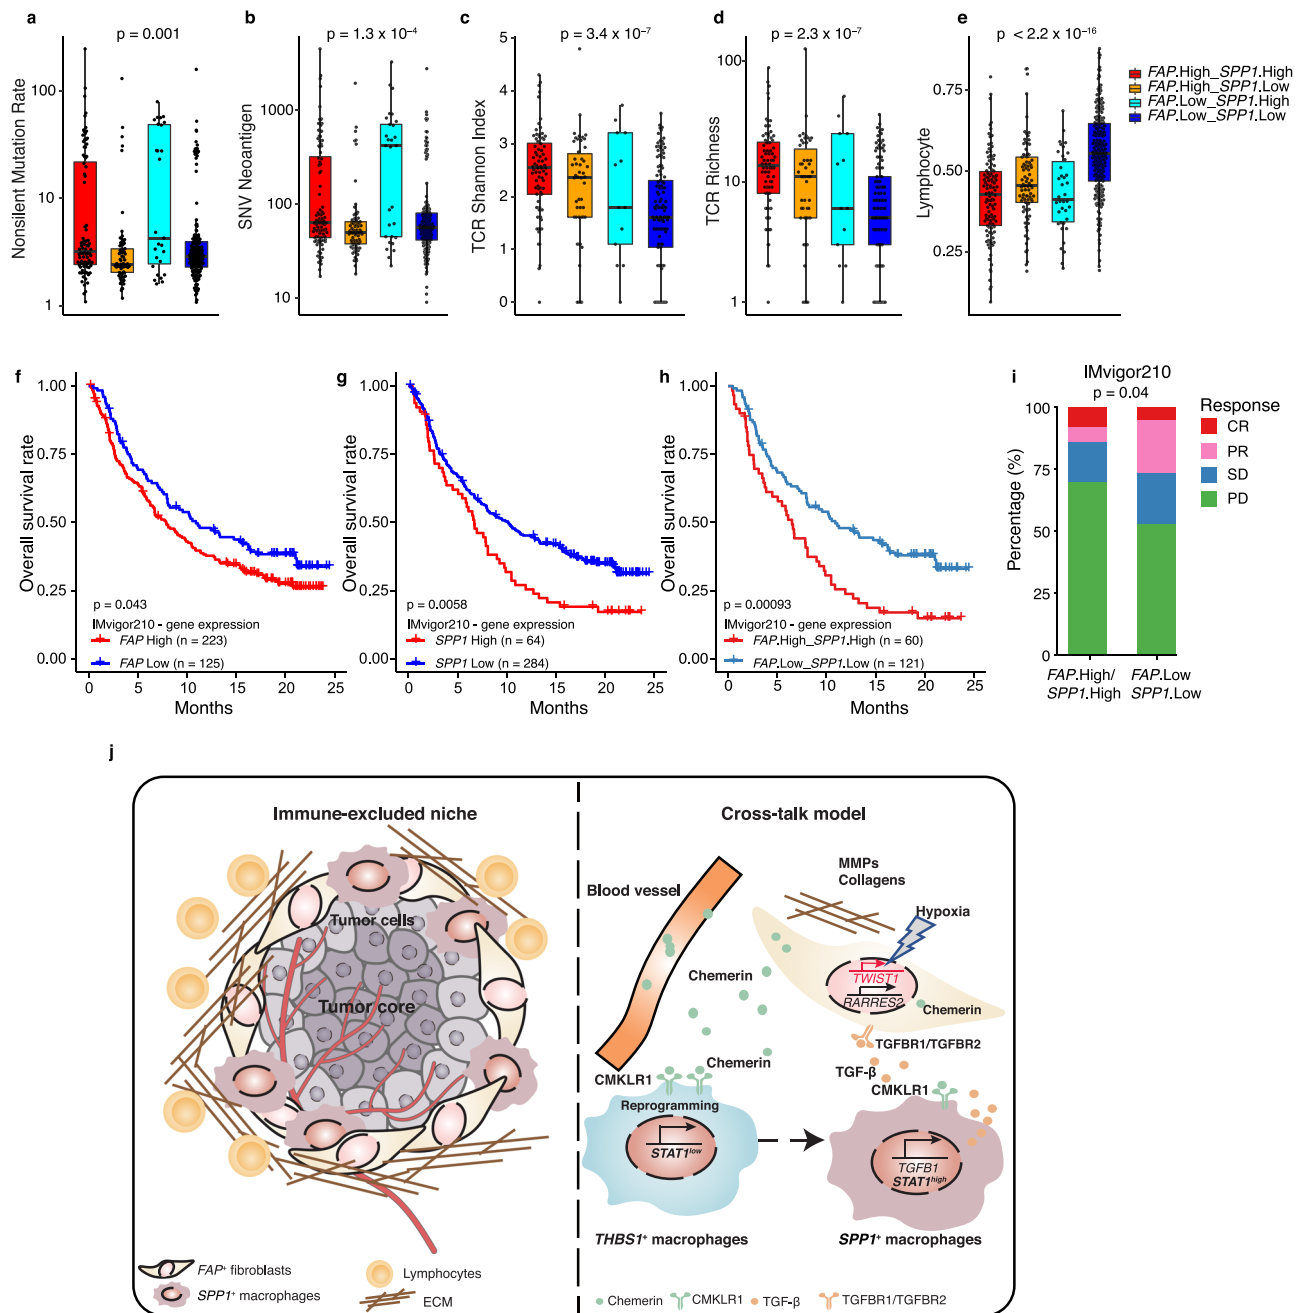 a
p = 0.001
Nonsilent Mutation Rate
100
10
1
b
p = 1.3 x 10⁻⁴
SNV Neoantigen
1000
100
10
c
p = 3.4 x 10⁻⁷
TCR Shannon Index
5
4
3
2
1
0
d
p = 2.3 x 10⁻⁷
TCR Richness
100
10
1
e
p < 2.2 x 10⁻¹⁶
Lymphocyte
0.75
0.50
0.25
FAP.High_SPP1.High
FAP.High_SPP1.Low
FAP.Low_SPP1.High
FAP.Low_SPP1.Low
f
Overall survival rate
1.00
0.75
0.50
0.25
0.00
p = 0.043
IMvigor210 - gene expression
FAP High (n = 223)
FAP Low (n = 125)
0 5 10 15 20 25
Months
g
Overall survival rate
1.00
0.75
0.50
0.25
0.00
p = 0.0058
IMvigor210 - gene expression
SPP1 High (n = 64)
SPP1 Low (n = 284)
0 5 10 15 20 25
Months
h
Overall survival rate
1.00
0.75
0.50
0.25
0.00
p = 0.00093
IMvigor210 - gene expression
FAP.High_SPP1.High (n = 60)
FAP.Low_SPP1.Low (n = 121)
0 5 10 15 20 25
Months
i
IMvigor210
p = 0.04
Percentage (%)
100
75
50
25
0
FAP.High/
SPP1.High
FAP.Low
SPP1.Low
Response
CR
PR
SD
PD
j
Immune-excluded niche
Tumor cells
Tumor core
FAP⁺ fibroblasts
SPP1⁺ macrophages
Lymphocytes
ECM
Cross-talk model
Blood vessel
MMPs
Collagens
Hypoxia
TWIST1
RARRES2
Chemerin
Chemerin
Chemerin
TGFBR1/TGFBR2
TGF-β
CMKLR1
CMKLR1
Reprogramming
STAT1ˡᵒʷ
TGFB1
STAT1ʰⁱᵍʰ
THBS1⁺ macrophages
SPP1⁺ macrophages
Chemerin
CMKLR1
TGF-β
TGFBR1/TGFBR2